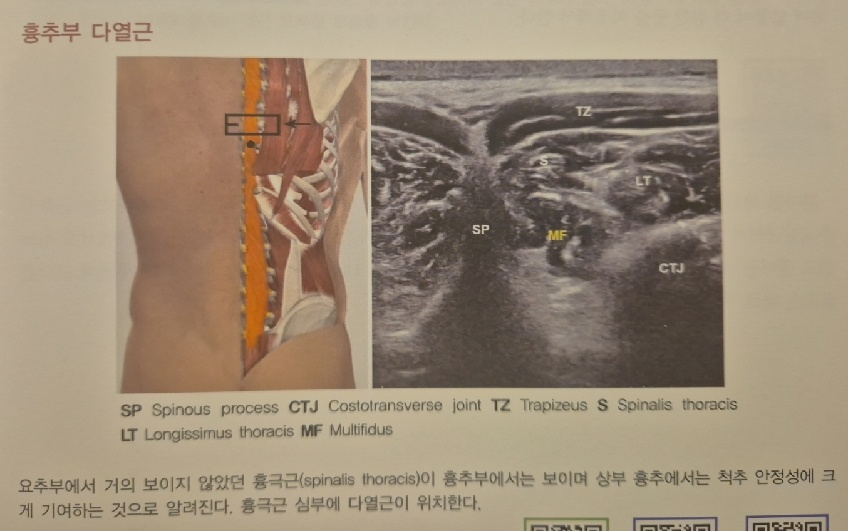 흉추부 다열근
TZ
S
LT
SP
MF
CTJ
SP Spinous process CTJ Costotransverse joint TZ Trapizeus S Spinalis thoracis
LT Longissimus thoracis MF Multifidus
요추부에서 거의 보이지 않았던 흉극근(spinalis thoracis)이 흉추부에서는 보이며 상부 흉추에서는 척추 안정성에 크
게 기여하는 것으로 알려진다. 흉극근 심부에 다열근이 위치한다.